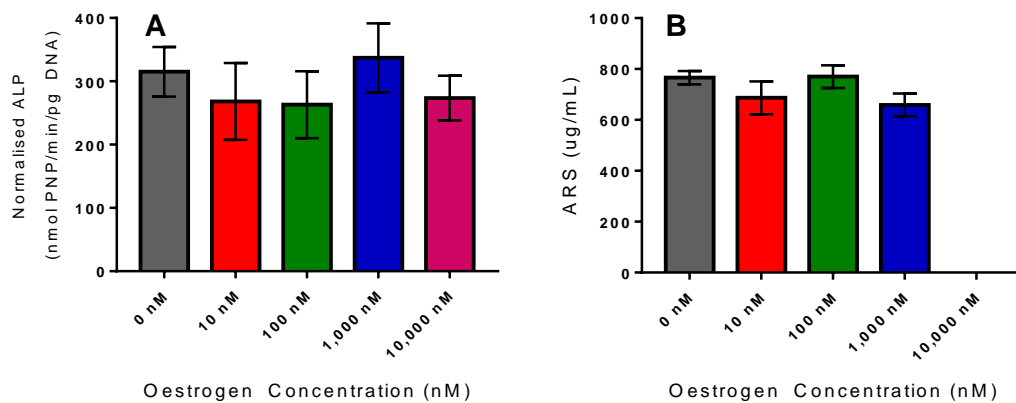 A
Normalised ALP
(nmolPNP/min/pg DNA)
400
300
200
100
0
0 nM
10 nM
100 nM
1,000 nM
10,000 nM
Oestrogen Concentration (nM)
B
ARS (ug/mL)
1000
800
600
400
200
0
0 nM
10 nM
100 nM
1,000 nM
10,000 nM
Oestrogen Concentration (nM)